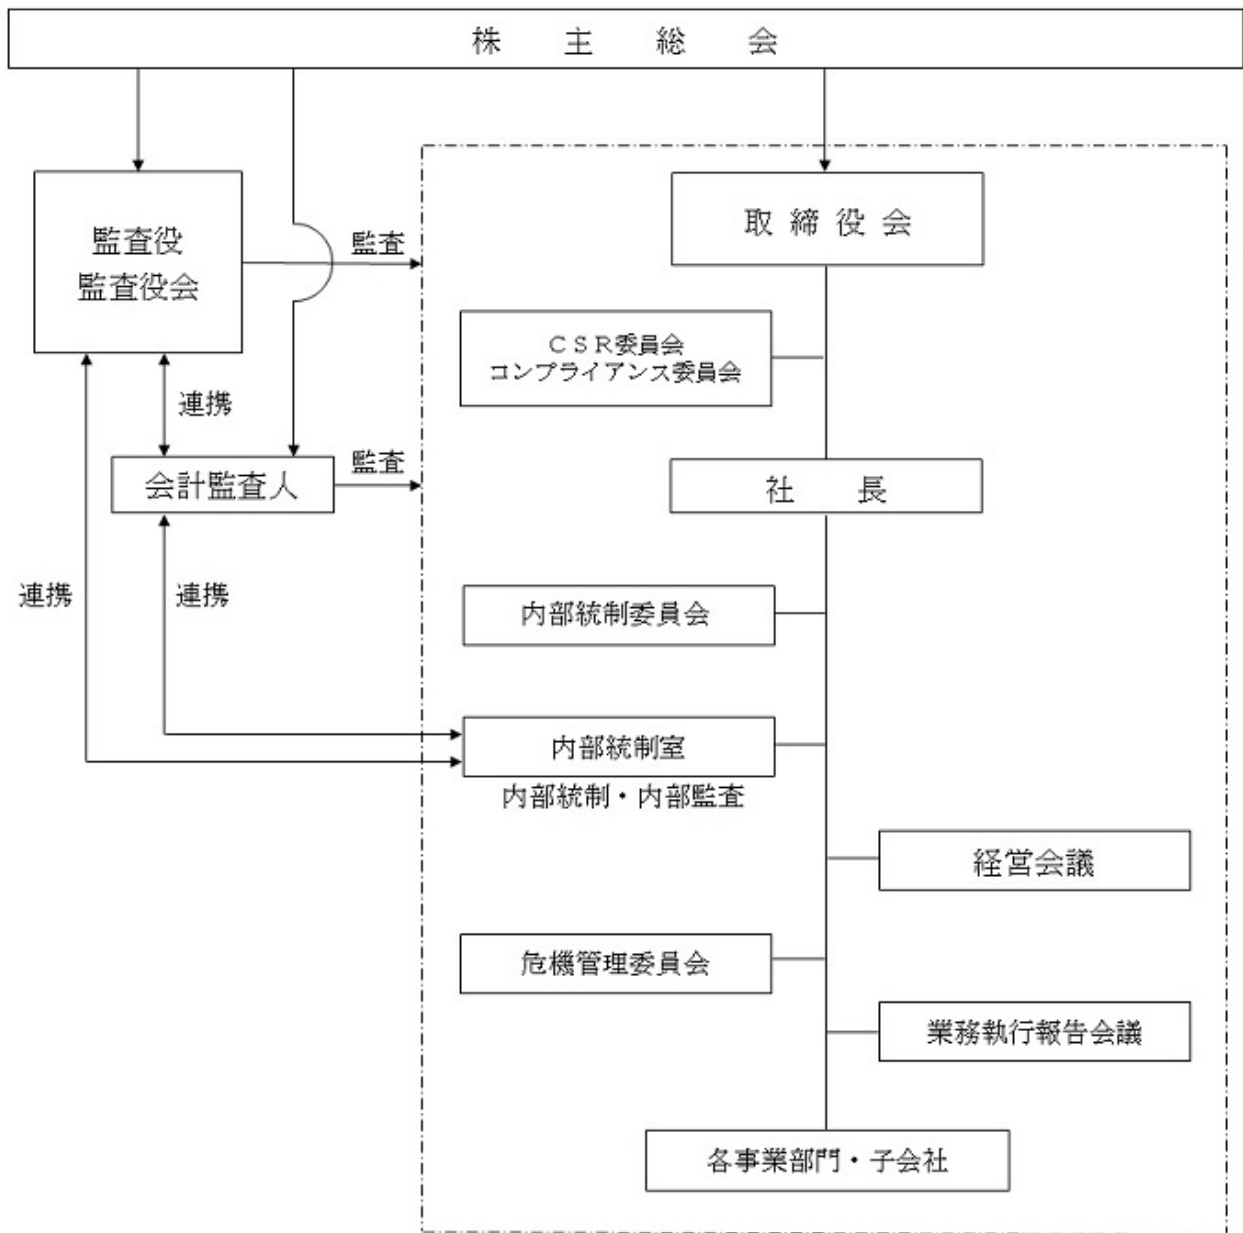 株主総会
監査役
監査役会
監査
取締役会
CSR委員会
コンプライアンス委員会
連携
会計監査人
監査
社長
連携
連携
内部統制委員会
内部統制室
内部統制・内部監査
経営会議
危機管理委員会
業務執行報告会議
各事業部門・子会社